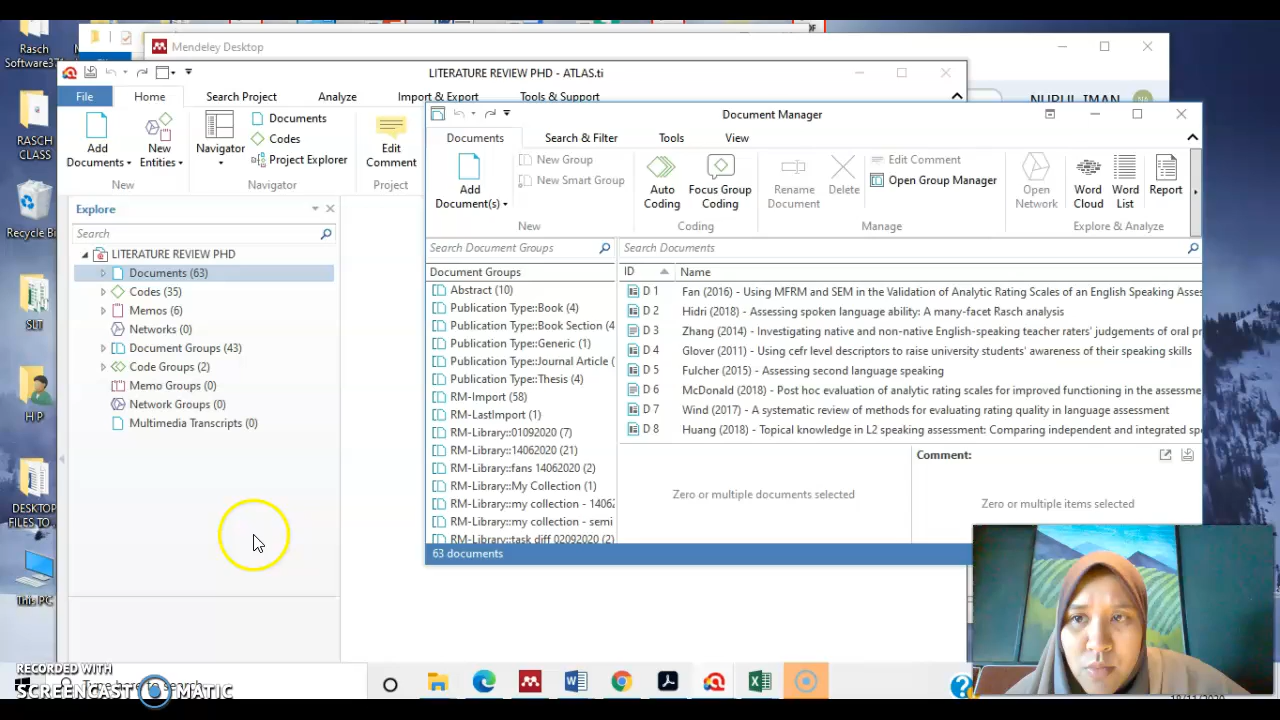 Rasch
Software37
RASCH
CLASS
Recycle Bi
SLT
H.P
DESKTOP
FILES TO
This PC
Mendeley Desktop
NURUL IMAN
NA
LITERATURE REVIEW PHD - ATLAS.ti
File
Home
Search Project
Analyze
Import & Export
Tools & Support
Add
Documents
New
Entities
New
Navigator
Documents
Codes
Project Explorer
Navigator
Edit
Comment
Project
Explore
Search
LITERATURE REVIEW PHD
Documents (63)
Codes (35)
Memos (6)
Networks (0)
Document Groups (43)
Code Groups (2)
Memo Groups (0)
Network Groups (0)
Multimedia Transcripts (0)
Document Manager
Documents
Search & Filter
Tools
View
Add
Document(s)
New Group
New Smart Group
New
Auto
Coding
Focus Group
Coding
Coding
Rename
Document
Delete
Edit Comment
Open Group Manager
Manage
Open
Network
Word
Cloud
Word
List
Report
Explore & Analyze
Search Document Groups
Search Documents
Document Groups
Abstract (10)
Publication Type::Book (4)
Publication Type::Book Section (4
Publication Type::Generic (1)
Publication Type::Journal Article (
Publication Type::Thesis (4)
RM-Import (58)
RM-LastImport (1)
RM-Library::01092020 (7)
RM-Library::14062020 (21)
RM-Library::fans 14062020 (2)
RM-Library::My Collection (1)
RM-Library::my collection - 1406
RM-Library::my collection - semi
RM-Library::task diff 02092020 (2)
ID Name
D 1 Fan (2016) - Using MFRM and SEM in the Validation of Analytic Rating Scales of an English Speaking Asses
D 2 Hidri (2018) - Assessing spoken language ability: A many-facet Rasch analysis
D 3 Zhang (2014) - Investigating native and non-native English-speaking teacher raters' judgements of oral pr
D 4 Glover (2011) - Using cefr level descriptors to raise university students' awareness of their speaking skills
D 5 Fulcher (2015) - Assessing second language speaking
D 6 McDonald (2018) - Post hoc evaluation of analytic rating scales for improved functioning in the assessme
D 7 Wind (2017) - A systematic review of methods for evaluating rating quality in language assessment
D 8 Huang (2018) - Topical knowledge in L2 speaking assessment: Comparing independent and integrated sp
Zero or multiple documents selected
Comment:
Zero or multiple items selected
63 documents
RECORDED WITH
SCREENCAST MATIC